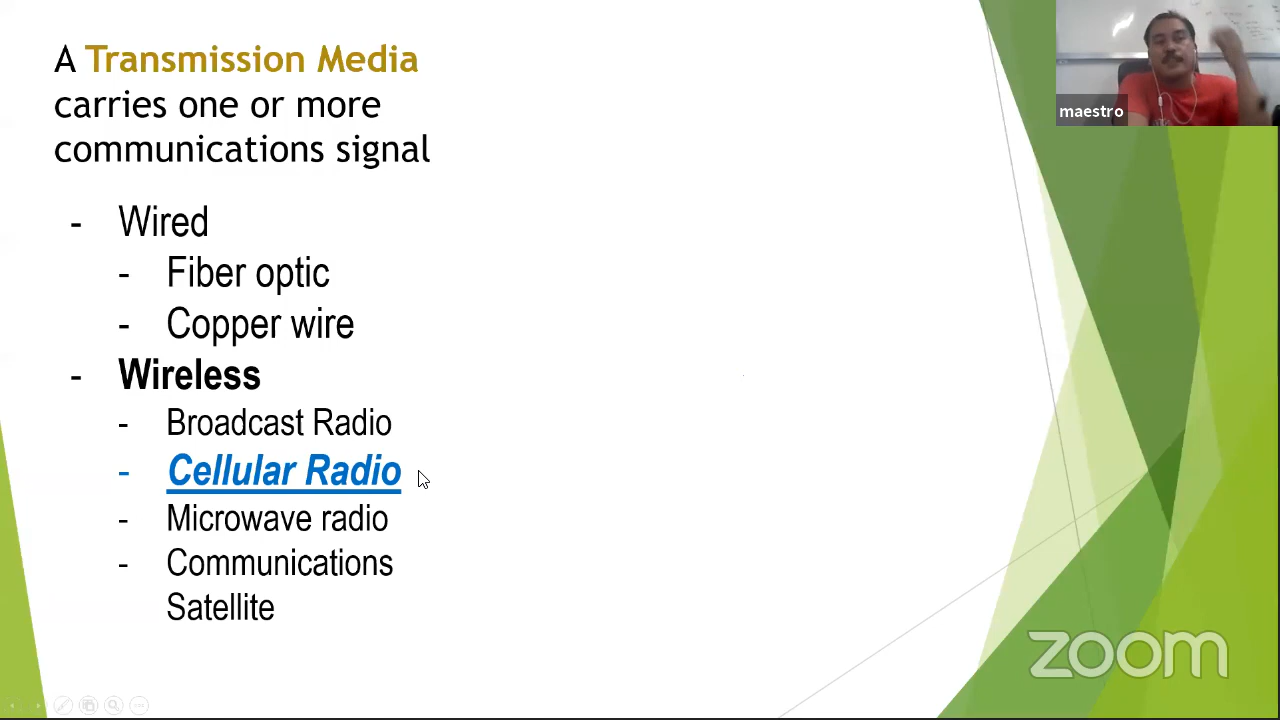 A Transmission Media
carries one or more
communications signal
- Wired
- Fiber optic
- Copper wire
- Wireless
- Broadcast Radio
- Cellular Radio
- Microwave radio
- Communications
Satellite
maestro
zoom